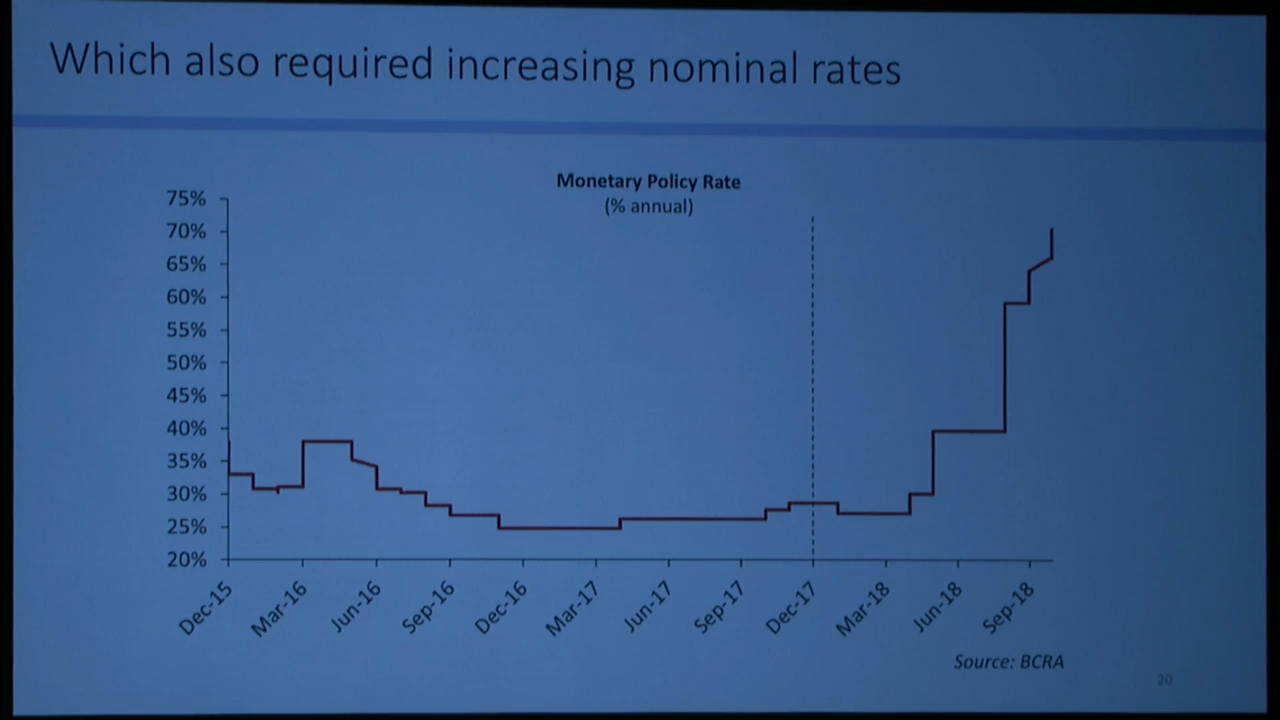 Which also required increasing nominal rates
Monetary Policy Rate
(% annual)
75%
70%
65%
60%
55%
50%
45%
40%
35%
30%
25%
20%
Dec-15
Mar-16
Jun-16
Sep-16
Dec-16
Mar-17
Jun-17
Sep-17
Dec-17
Mar-18
Jun-18
Sep-18
Source: BCRA
20